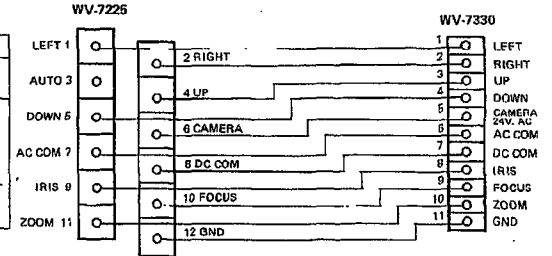 WV-7225
WV-7330
LEFT 1
2 RIGHT
1 LEFT
2 RIGHT
AUTO 3
4 UP
3 UP
4 DOWN
DOWN 5
6 CAMERA
5 CAMERA 24V. AC
6 AC COM
AC COM 7
8 DC COM
7 DC COM
8 IRIS
IRIS 9
10 FOCUS
9 FOCUS
10 ZOOM
ZOOM 11
12 GND
11 GND